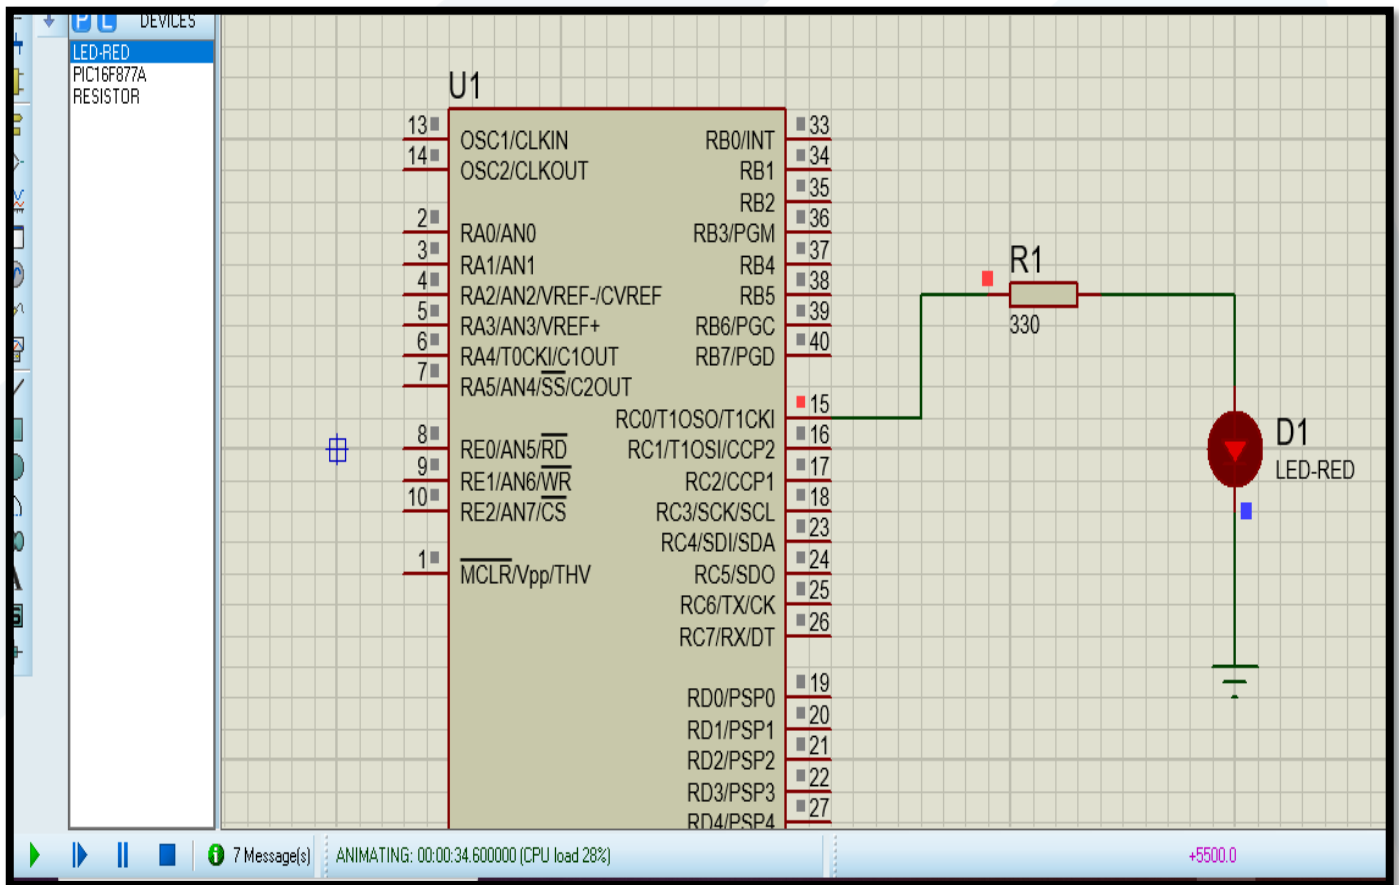 P L DEVICES
LED-RED
PIC16F877A
RESISTOR
U1
13 OSC1/CLKIN
14 OSC2/CLKOUT
2 RA0/AN0
3 RA1/AN1
4 RA2/AN2/VREF-/CVREF
5 RA3/AN3/VREF+
6 RA4/T0CKI/C1OUT
7 RA5/AN4/SS/C2OUT
8 RE0/AN5/RD
9 RE1/AN6/WR
10 RE2/AN7/CS
1 MCLR/Vpp/THV
RB0/INT 33
RB1 34
RB2 35
RB3/PGM 36
RB4 37
RB5 38
RB6/PGC 39
RB7/PGD 40
RC0/T1OSO/T1CKI 15
RC1/T1OSI/CCP2 16
RC2/CCP1 17
RC3/SCK/SCL 18
RC4/SDI/SDA 23
RC5/SDO 24
RC6/TX/CK 25
RC7/RX/DT 26
RD0/PSP0 19
RD1/PSP1 20
RD2/PSP2 21
RD3/PSP3 22
RD4/PSP4 27
R1
330
D1
LED-RED
7 Message(s) ANIMATING: 00:00:34.600000 (CPU load 28%) +5500.0